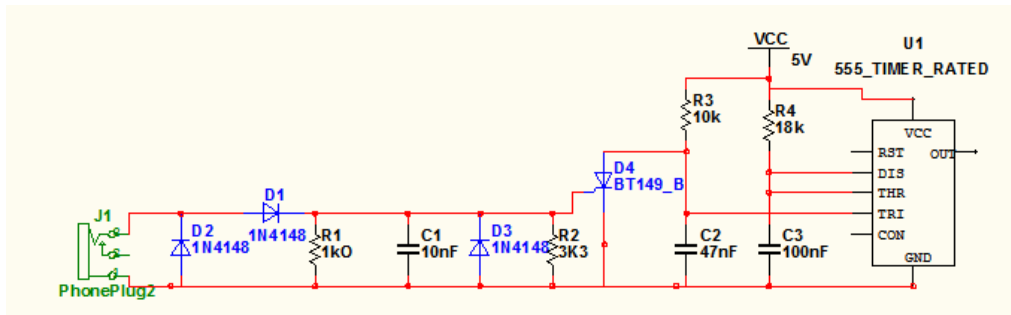 VCC
5V
U1
555_TIMER_RATED
R3
10k
R4
18k
VCC
RST
OUT
DIS
THR
TRI
CON
GND
D4
BT149_B
J1
PhonePlug2
D2
1N4148
D1
1N4148
R1
1kO
C1
10nF
D3
1N4148
R2
3K3
C2
47nF
C3
100nF